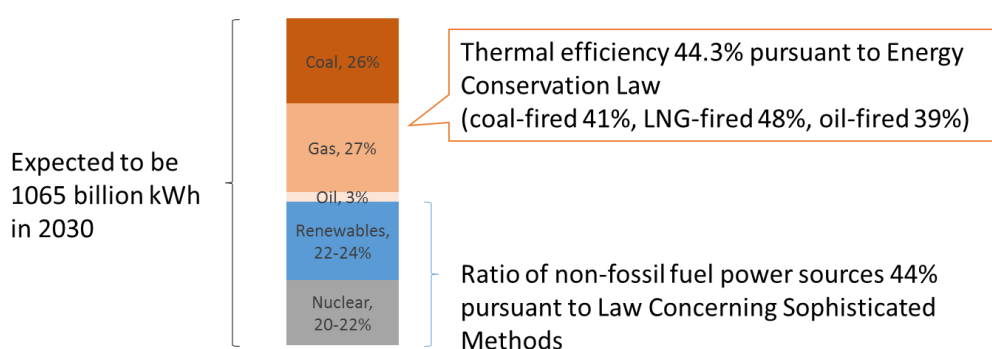 Coal, 26%
Thermal efficiency 44.3% pursuant to Energy
Conservation Law
(coal-fired 41%, LNG-fired 48%, oil-fired 39%)
Gas, 27%
Expected to be
1065 billion kWh
in 2030
Oil, 3%
Renewables,
22-24%
Nuclear,
20-22%
Ratio of non-fossil fuel power sources 44%
pursuant to Law Concerning Sophisticated
Methods